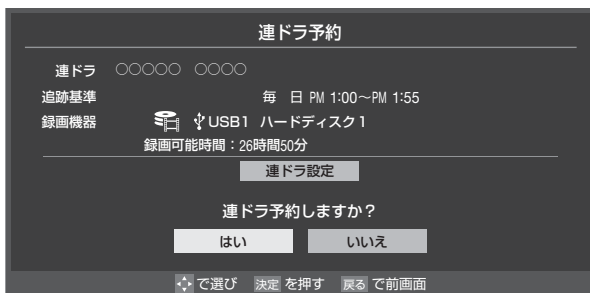 連ドラ予約
連ドラ ○○○○○ ○○○○
追跡基準 毎 日 PM 1:00～PM 1:55
録画機器 USB1 ハードディスク1
録画可能時間：26時間50分
連ドラ設定
連ドラ予約しますか？
はい いいえ
で選び 決定 を押す 戻る で前画面